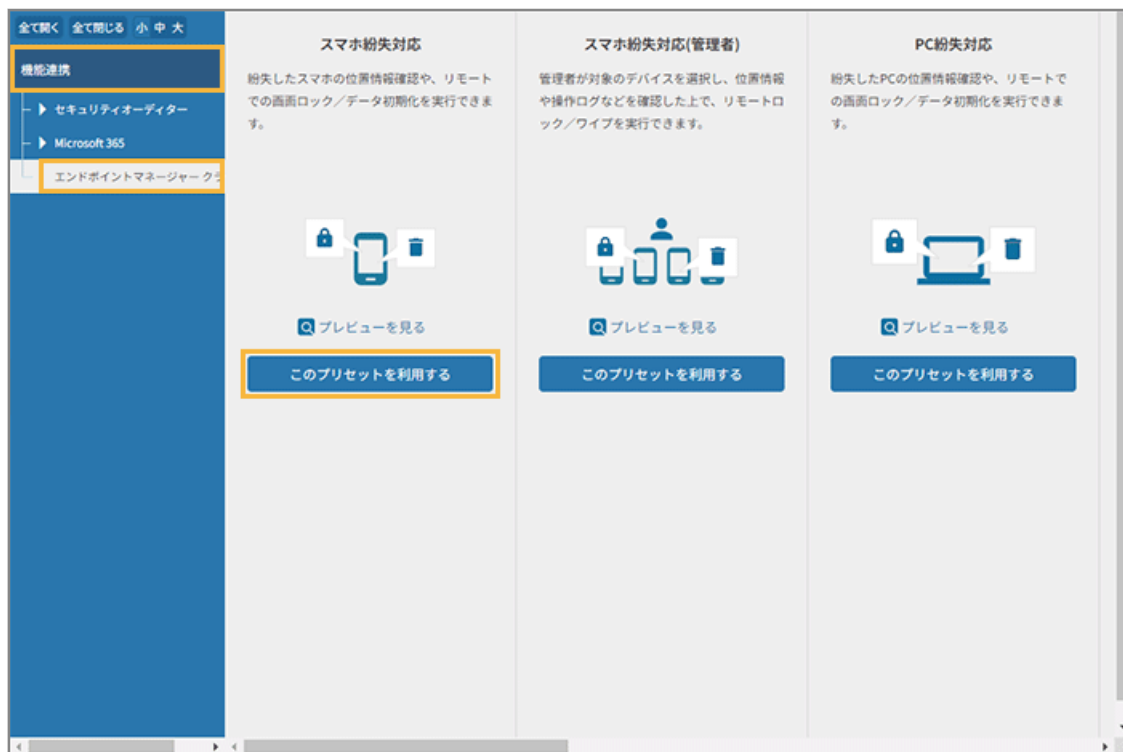 全て開く 全て閉じる 小 中 大
機能連携
セキュリティオーディター
Microsoft 365
エンドポイントマネージャー クラ
スマホ紛失対応
紛失したスマホの位置情報確認や、リモート
での画面ロック／データ初期化を実行できま
す。
プレビューを見る
このプリセットを利用する
スマホ紛失対応(管理者)
管理者が対象のデバイスを選択し、位置情報
や操作ログなどを確認した上で、リモートロ
ック／ワイプを実行できます。
プレビューを見る
このプリセットを利用する
PC紛失対応
紛失したPCの位置情報確認や、リモートで
の画面ロック／データ初期化を実行できま
す。
プレビューを見る
このプリセットを利用する